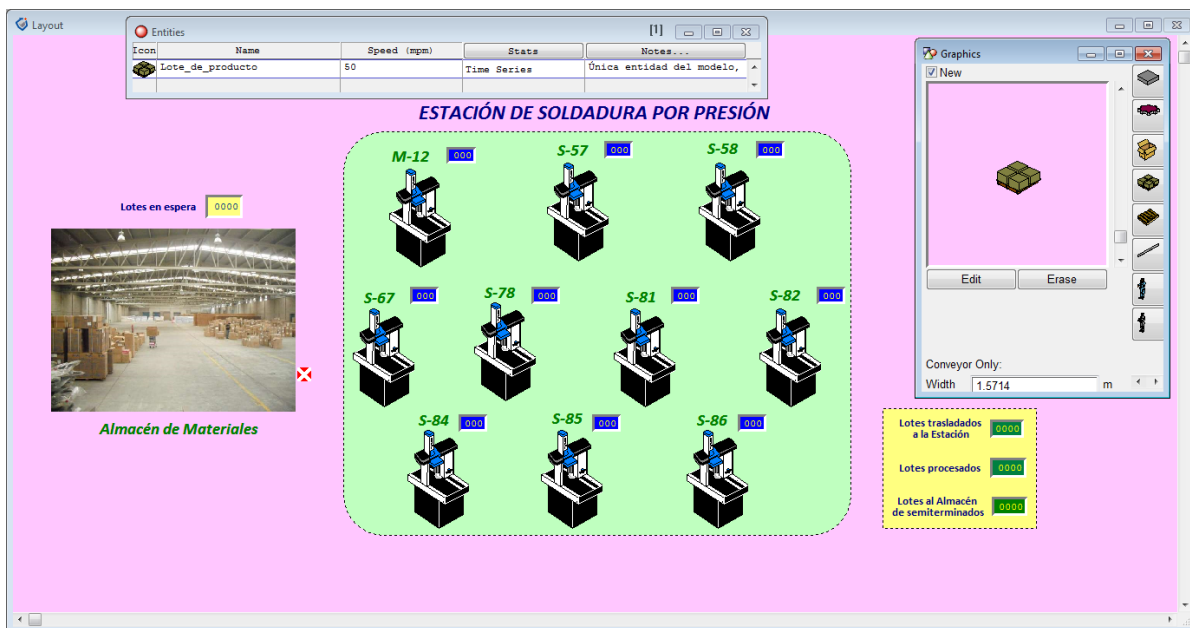 Layout
Entities
[1]
Icon Name Speed (mpm) Stats Notes...
Lote_de_producto 50 Time Series Única entidad del modelo,
Graphics
New
Edit Erase
Conveyor Only:
Width 1.5714 m
ESTACIÓN DE SOLDADURA POR PRESIÓN
M-12 000 S-57 000 S-58 000
Lotes en espera 0000
S-67 000 S-78 000 S-81 000 S-82 000
S-84 000 S-85 000 S-86 000
Almacén de Materiales
Lotes trasladados
a la Estación 0000
Lotes procesados 0000
Lotes al Almacén
de semiterminados 0000